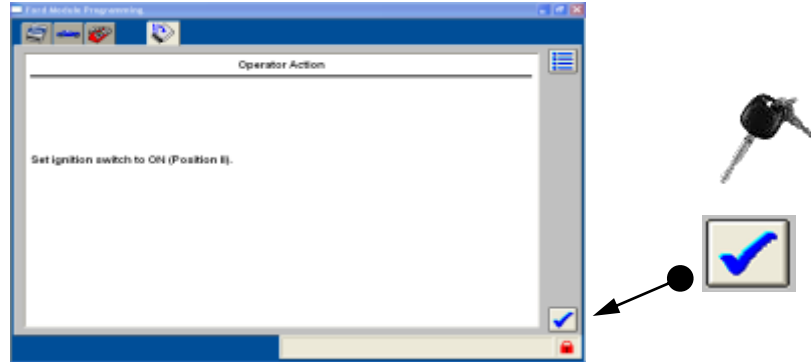 Ford Module Programming
Operator Action
Set ignition switch to ON (Position II).